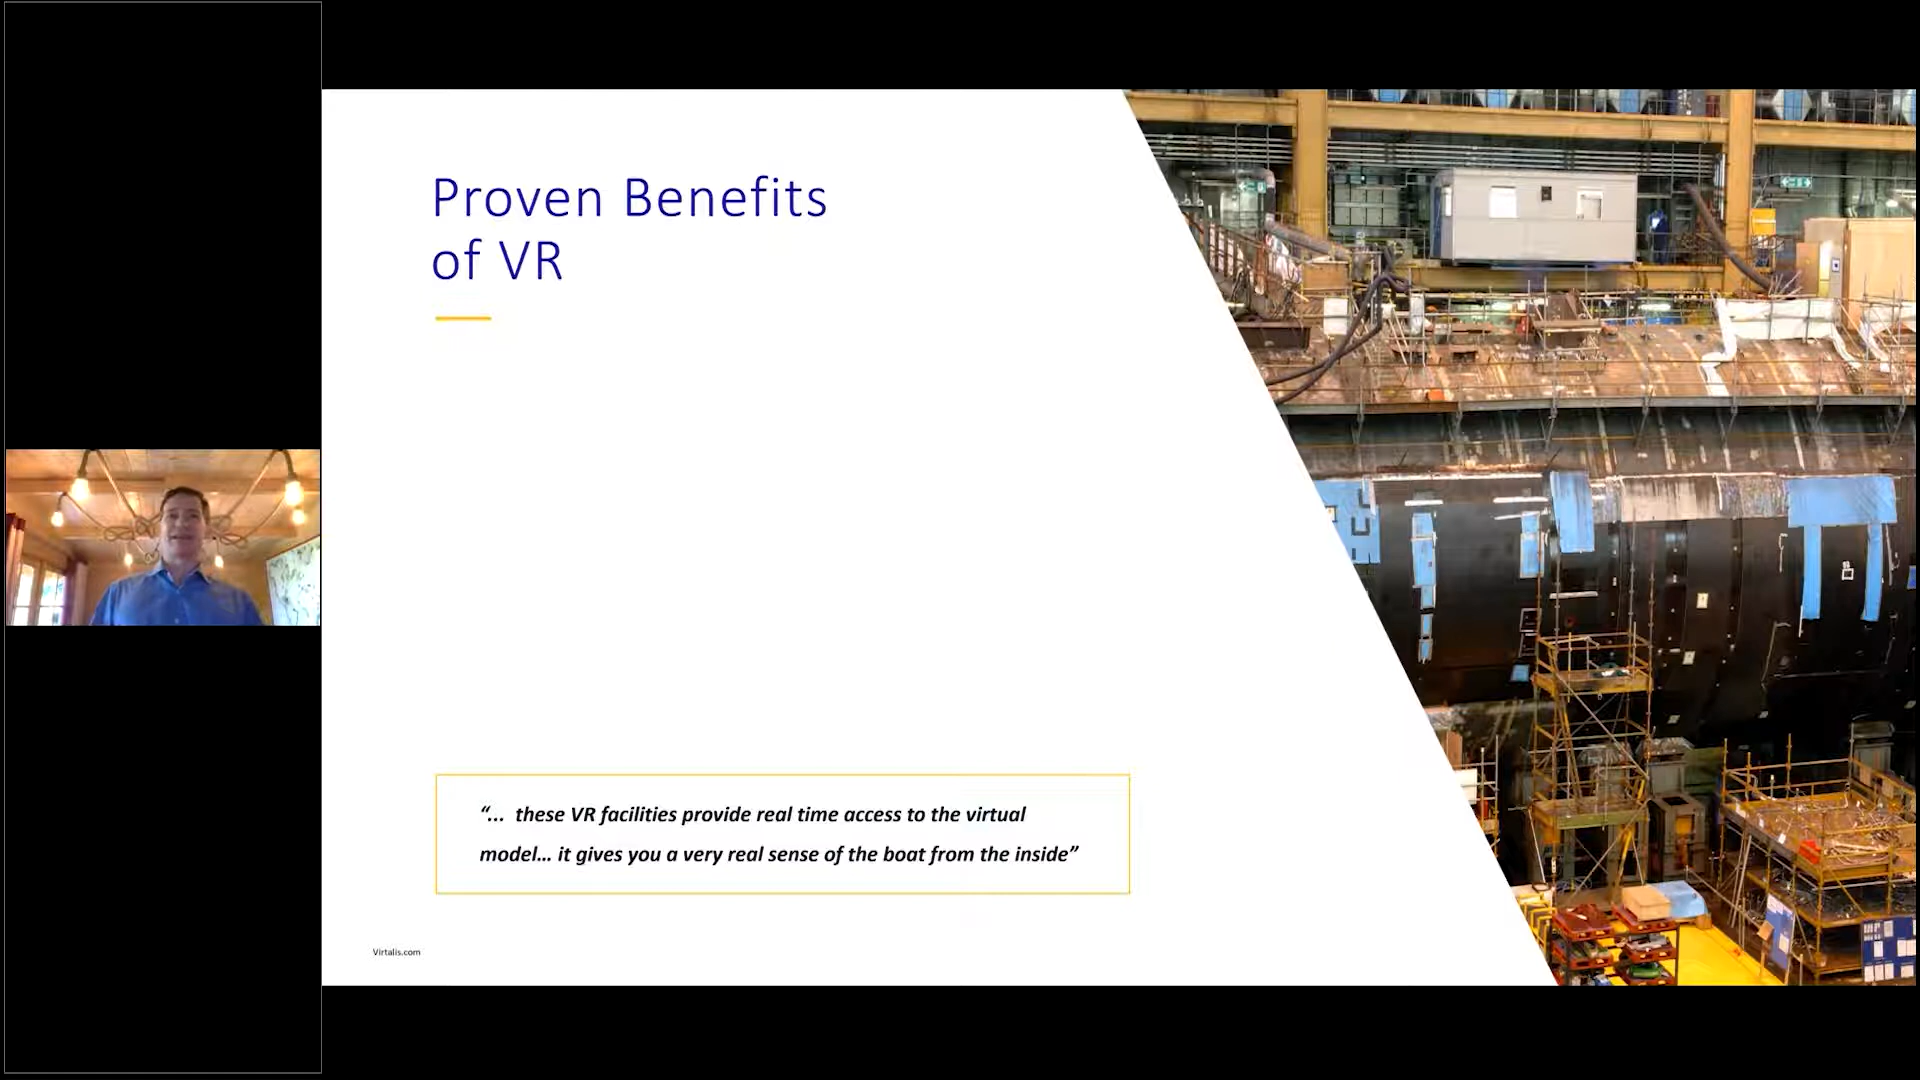 Proven Benefits
of VR
“...  these VR facilities provide real time access to the virtual
model... it gives you a very real sense of the boat from the inside”
Virtalis.com